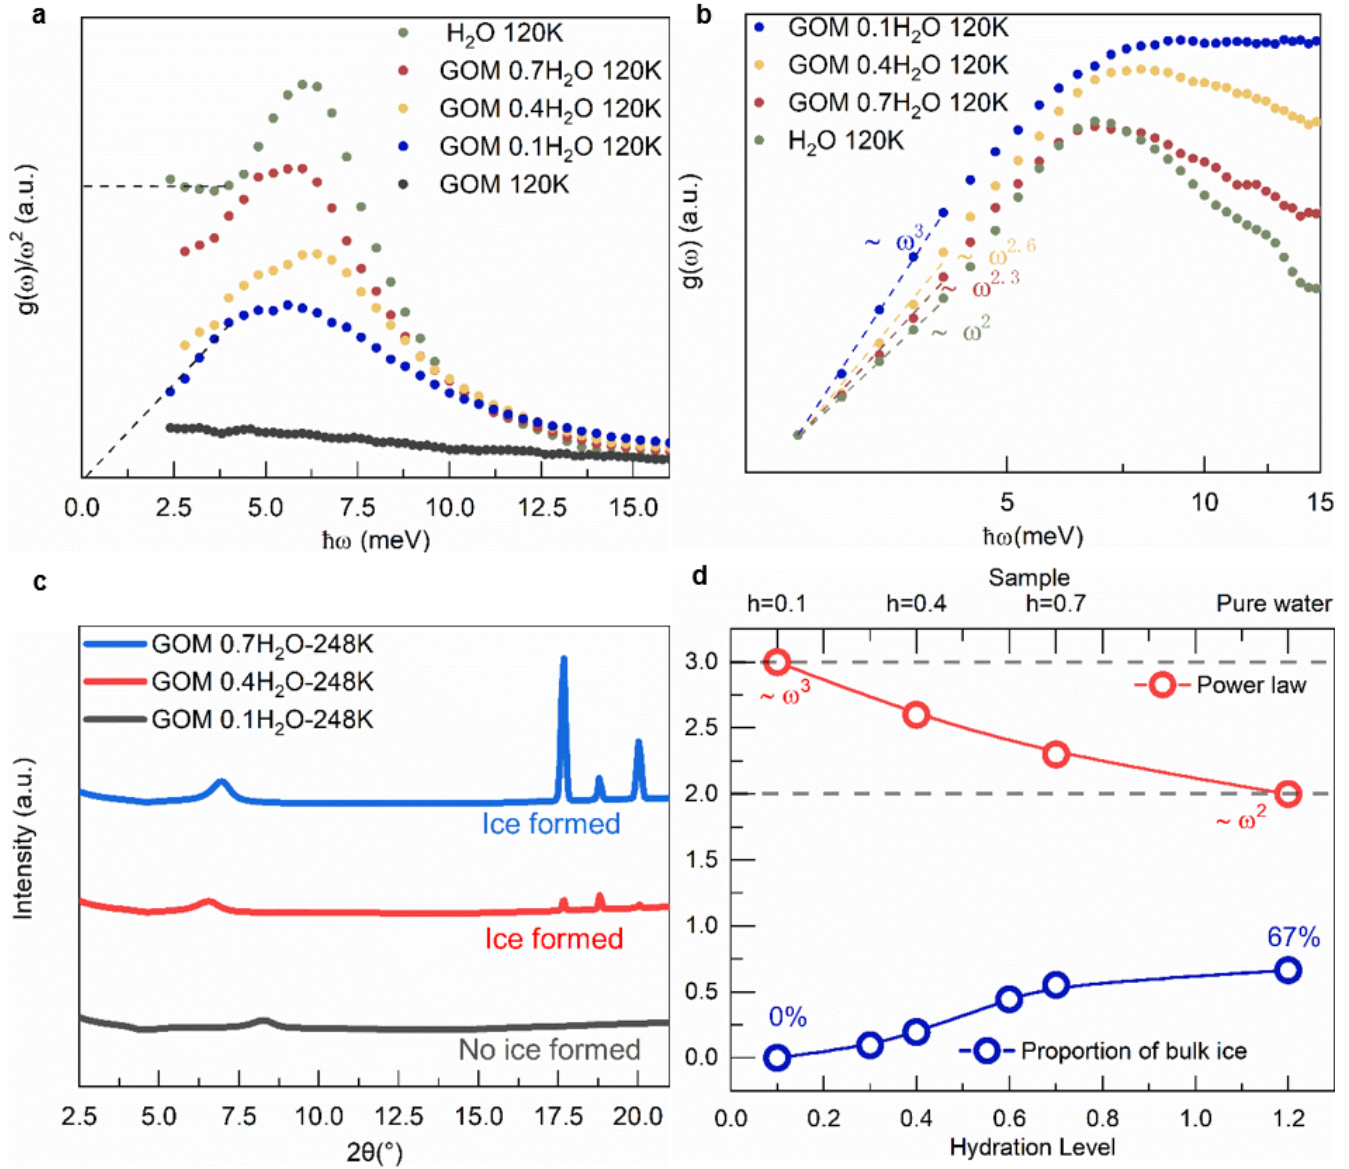 a
H₂O 120K
GOM 0.7H₂O 120K
GOM 0.4H₂O 120K
GOM 0.1H₂O 120K
GOM 120K
g(ω)/ω² (a.u.)
0.0 2.5 5.0 7.5 10.0 12.5 15.0
ħω (meV)
b
GOM 0.1H₂O 120K
GOM 0.4H₂O 120K
GOM 0.7H₂O 120K
H₂O 120K
g(ω) (a.u.)
~ ω³
~ ω²·⁶
~ ω²·³
~ ω²
5 10 15
ħω(meV)
c
GOM 0.7H₂O-248K
GOM 0.4H₂O-248K
GOM 0.1H₂O-248K
Intensity (a.u.)
Ice formed
Ice formed
No ice formed
2.5 5.0 7.5 10.0 12.5 15.0 17.5 20.0
2θ(°)
d
Sample
h=0.1 h=0.4 h=0.7 Pure water
3.0
2.5
2.0
1.5
1.0
0.5
0.0
Power law
~ ω³
~ ω²
67%
0%
Proportion of bulk ice
0.0 0.2 0.4 0.6 0.8 1.0 1.2
Hydration Level